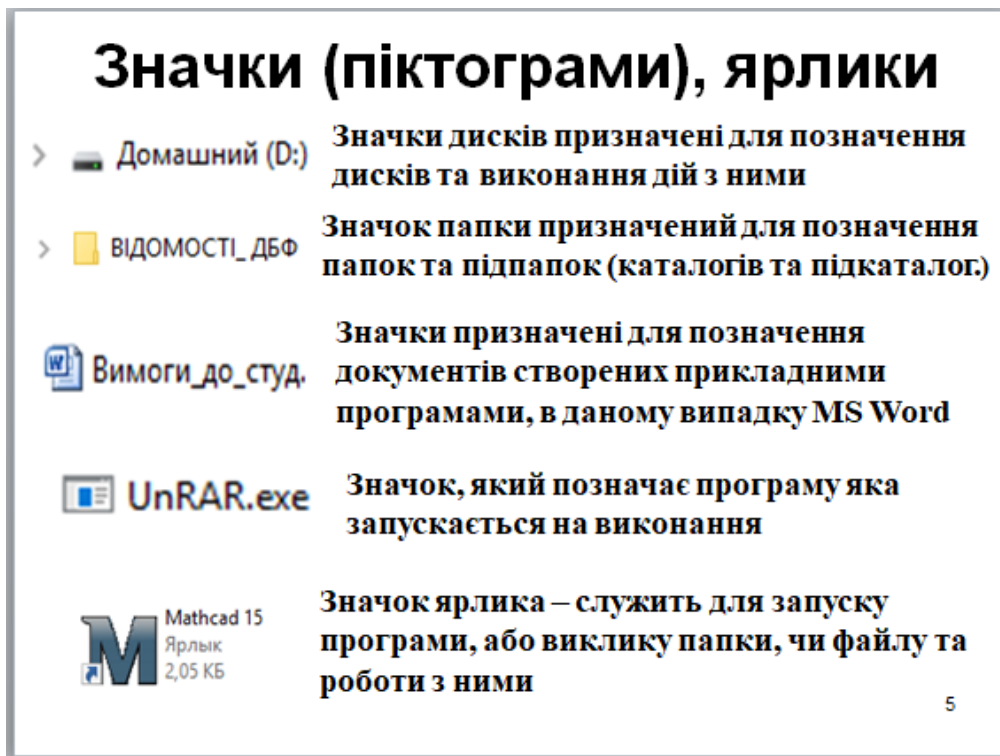 Значки (піктограми), ярлики
Домашний (D:)
Значки дисків призначені для позначення
дисків та виконання дій з ними
ВІДОМОСТІ_ДБФ
Значок папки призначений для позначення
папок та підпапок (каталогів та підкаталог.)
Вимоги_до_студ.
Значки призначені для позначення
документів створених прикладними
програмами, в даному випадку MS Word
UnRAR.exe
Значок, який позначає програму яка
запускається на виконання
Mathcad 15
Ярлык
2,05 КБ
Значок ярлика – служить для запуску
програми, або виклику папки, чи файлу та
роботи з ними
5